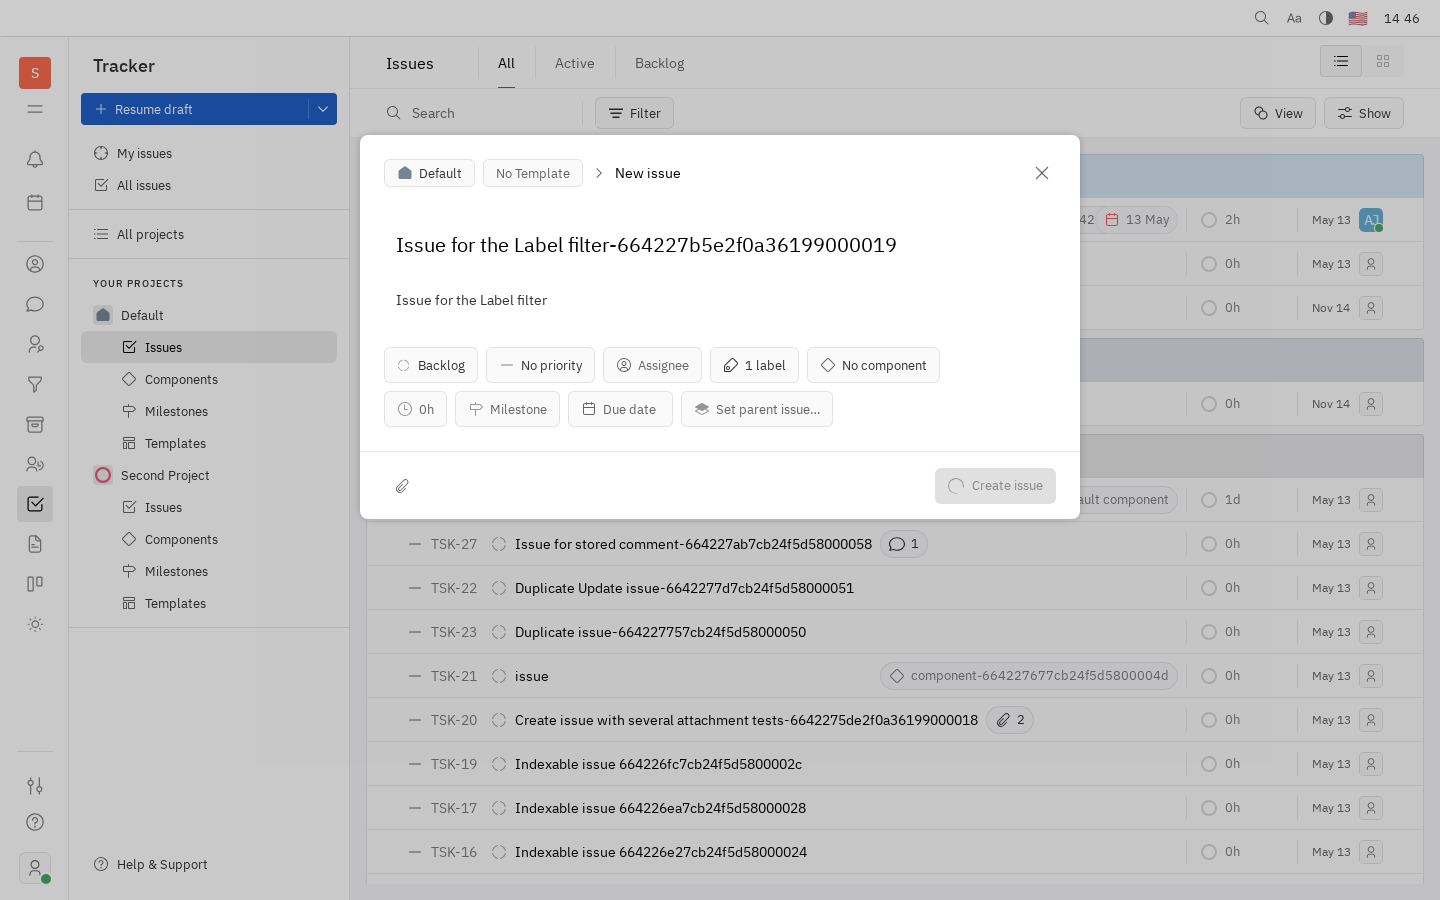 Aa
14 46
S
Tracker
Resume draft
My issues
All issues
All projects
YOUR PROJECTS
Default
Issues
Components
Milestones
Templates
Second Project
Issues
Components
Milestones
Templates
Help & Support
Issues
All
Active
Backlog
Search
Filter
View
Show
Default
No Template
New issue
Issue for the Label filter-664227b5e2f0a36199000019
Issue for the Label filter
Backlog
No priority
Assignee
1 label
No component
0h
Milestone
Due date
Set parent issue...
Create issue
42 13 May 2h May 13 AJ
0h May 13
0h Nov 14
0h Nov 14
ault component 1d May 13
TSK-27 Issue for stored comment-664227ab7cb24f5d58000058 1 0h May 13
TSK-22 Duplicate Update issue-6642277d7cb24f5d58000051 0h May 13
TSK-23 Duplicate issue-664227757cb24f5d58000050 0h May 13
TSK-21 issue component-664227677cb24f5d5800004d 0h May 13
TSK-20 Create issue with several attachment tests-6642275de2f0a36199000018 2 0h May 13
TSK-19 Indexable issue 664226fc7cb24f5d5800002c 0h May 13
TSK-17 Indexable issue 664226ea7cb24f5d58000028 0h May 13
TSK-16 Indexable issue 664226e27cb24f5d58000024 0h May 13